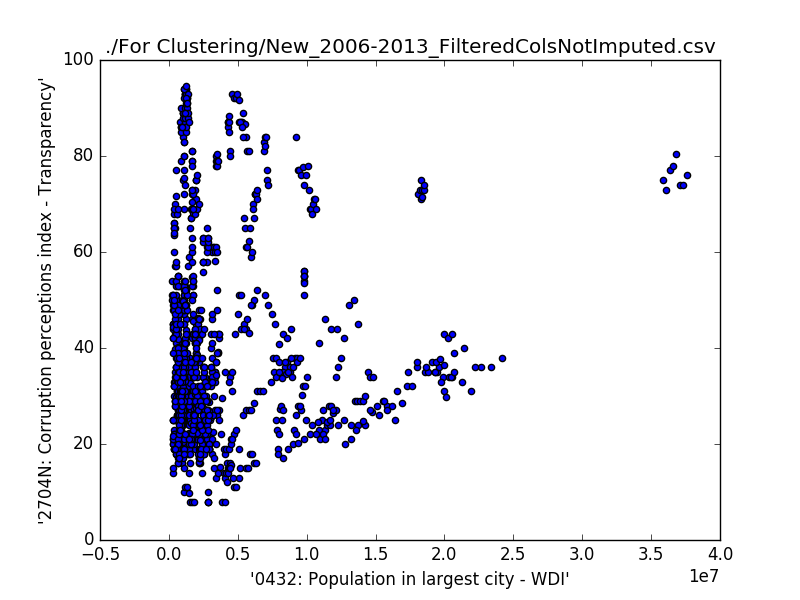 ./For Clustering/New_2006-2013_FilteredColsNotImputed.csv
'2704N: Corruption perceptions index - Transparency'
100
80
60
40
20
0
−0.5 0.0 0.5 1.0 1.5 2.0 2.5 3.0 3.5 4.0
1e7
'0432: Population in largest city - WDI'